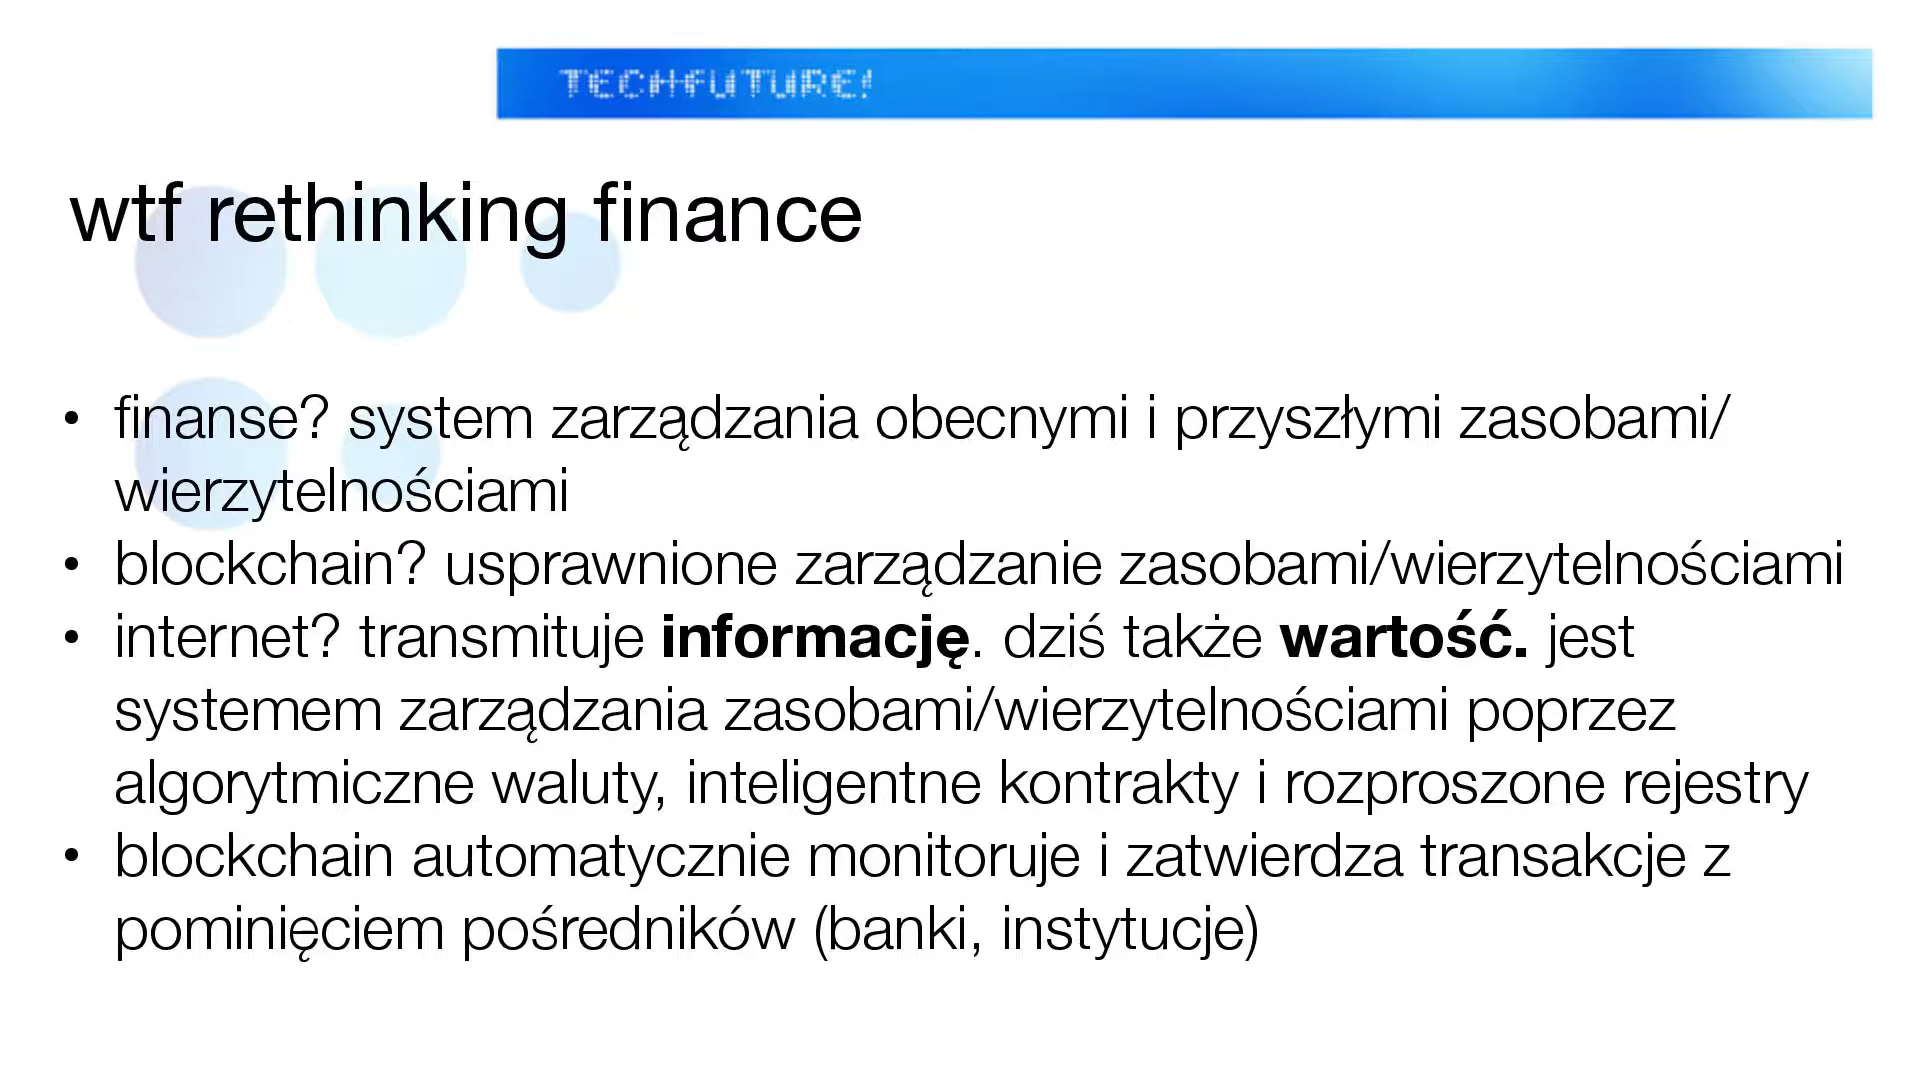 TECHFUTURE!
wtf rethinking finance
• finanse? system zarządzania obecnymi i przyszłymi zasobami/
wierzytelnościami
• blockchain? usprawnione zarządzanie zasobami/wierzytelnościami
• internet? transmituje informację. dziś także wartość. jest
systemem zarządzania zasobami/wierzytelnościami poprzez
algorytmiczne waluty, inteligentne kontrakty i rozproszone rejestry
• blockchain automatycznie monitoruje i zatwierdza transakcje z
pominięciem pośredników (banki, instytucje)